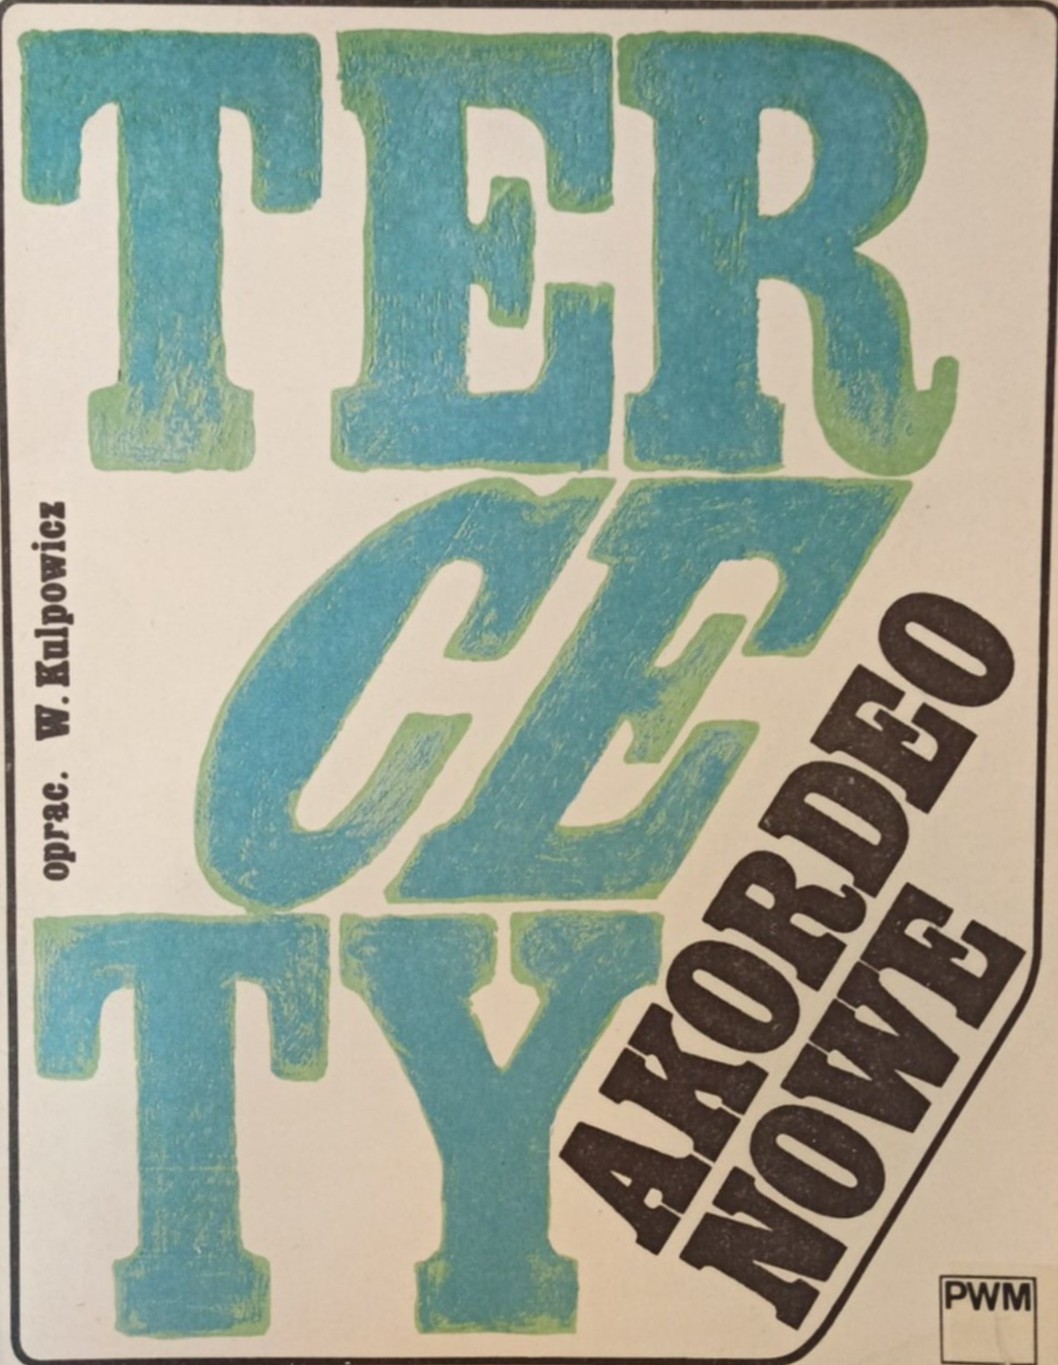 TER
CE
TY
AKORDEO
NOWE
oprac. W. Kulpowicz
PWM